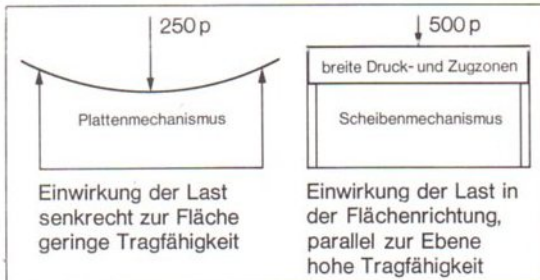 250 p
Plattenmechanismus
Einwirkung der Last
senkrecht zur Fläche
geringe Tragfähigkeit
500 p
breite Druck- und Zugzonen
Scheibenmechanismus
Einwirkung der Last in
der Flächenrichtung,
parallel zur Ebene
hohe Tragfähigkeit